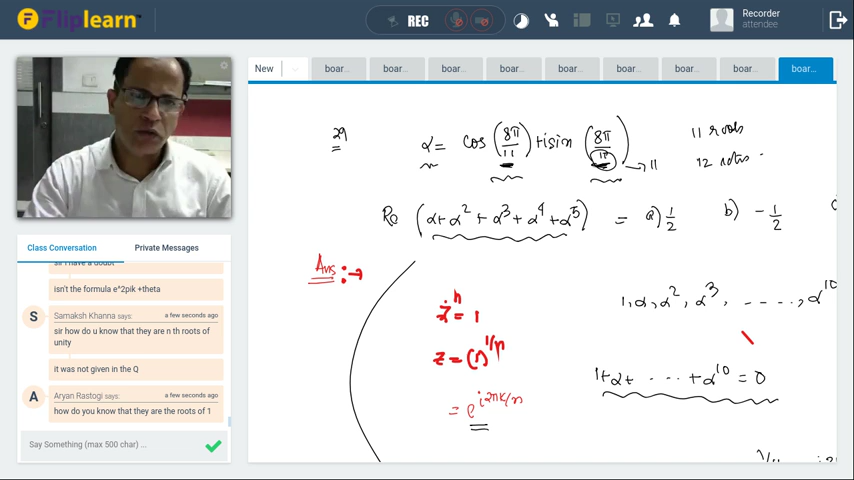 Fliplearn
REC
Recorder
attendee
New
boar...
boar...
boar...
boar...
boar...
boar...
boar...
boar...
boar...
29
α = cos (8π/11) + i sin (8π/11) → 11
11 roots
12 rots
Re (α + α² + α³ + α⁴ + α⁵) = a) 1/2 b) - 1/2
Ans :→
zⁿ = 1
z = (1)^1/n
= e^i2πk/n
1, α, α², α³, ....., α¹⁰
1 + α + ..... + α¹⁰ = 0
Class Conversation
Private Messages
sir i have a doubt
isn't the formula e^2pik +theta
S
Samaksh Khanna says:
a few seconds ago
sir how do u know that they are n th roots of
unity
it was not given in the Q
A
Aryan Rastogi says:
a few seconds ago
how do you know that they are the roots of 1
Say Something (max 500 char) ...